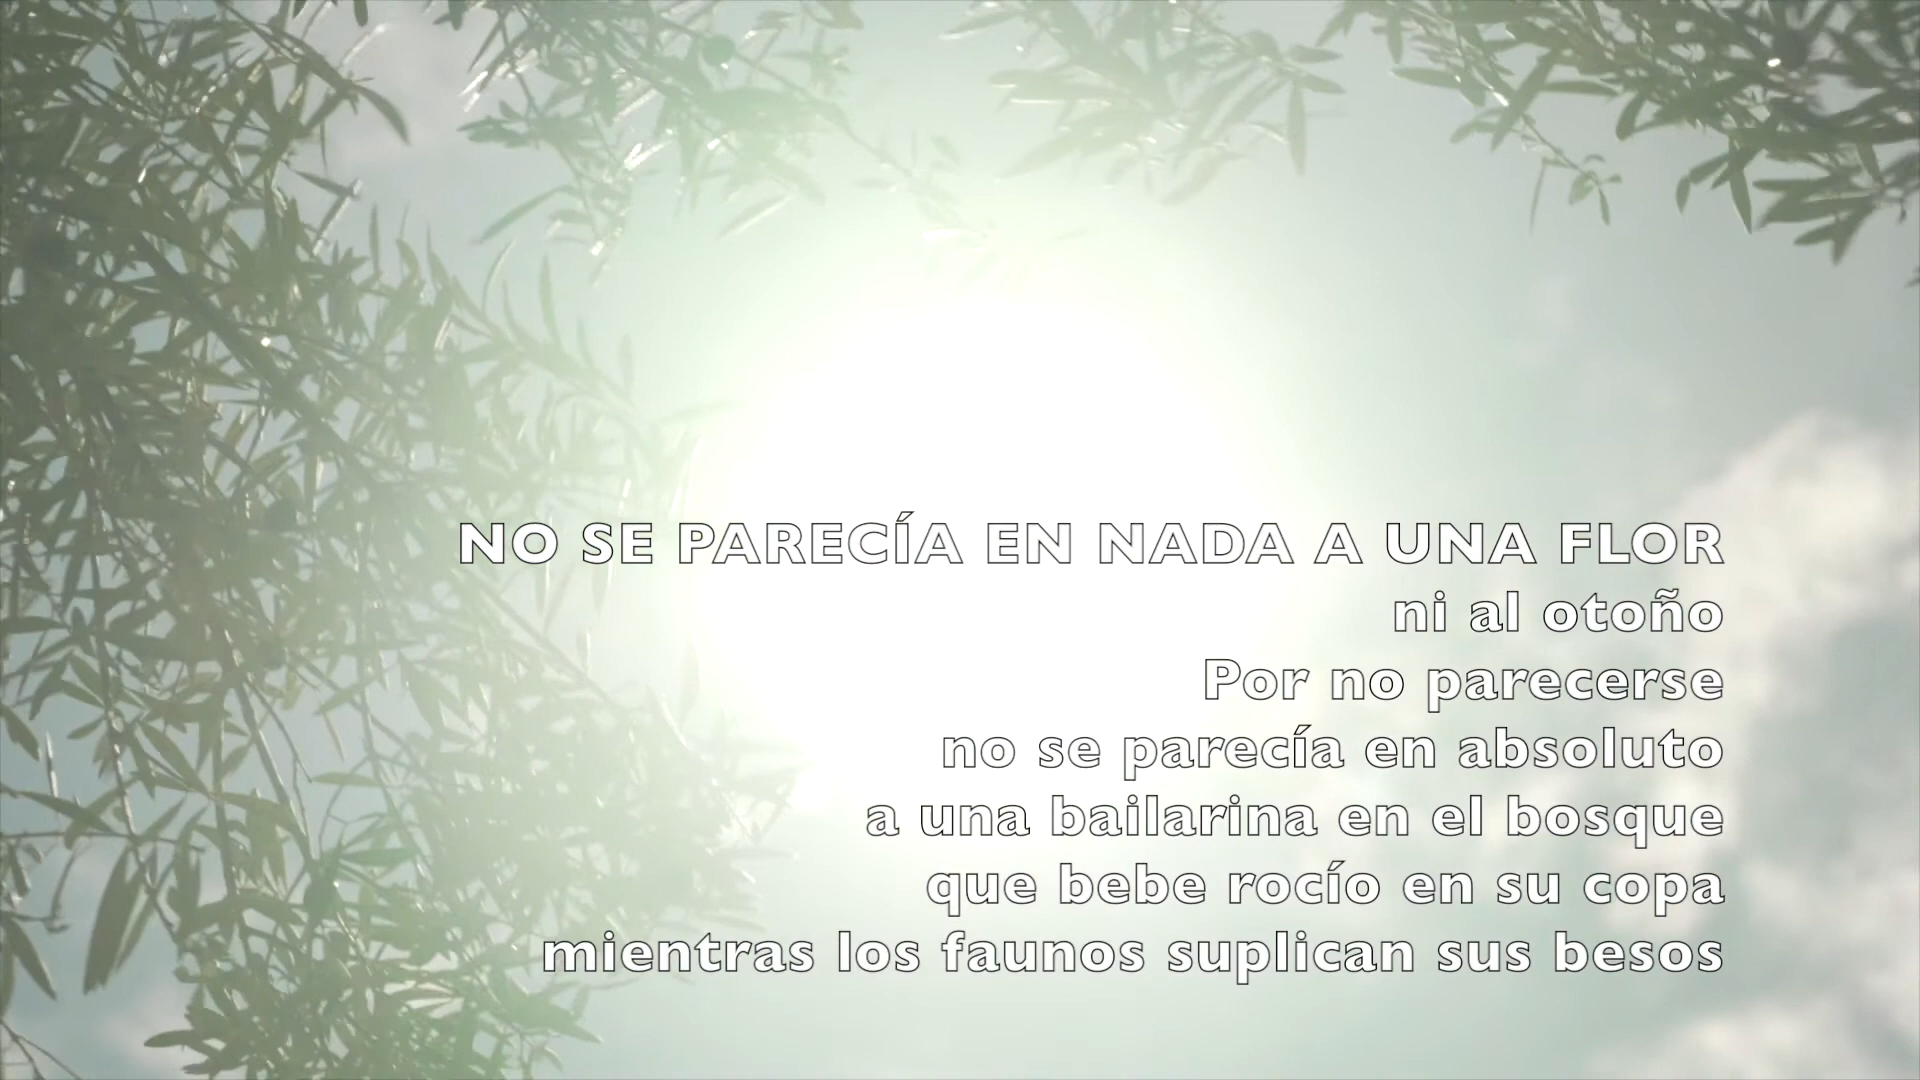 NO SE PARECÍA EN NADA A UNA FLOR
ni al otoño
Por no parecerse
no se parecía en absoluto
a una bailarina en el bosque
que bebe rocío en su copa
mientras los faunos suplican sus besos